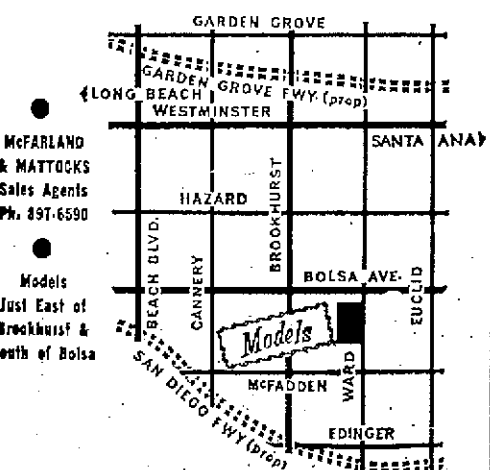 GARDEN GROVE
GARDEN GROVE FWY. (prop)
LONG BEACH
WESTMINSTER
SANTA ANA
McFARLAND
& MATTOCKS
Sales Agents
Ph. 897-6590
HAZARD
BROOKHURST
BEACH BLVD.
CANNERY
BOLSA AVE.
EUCLID
Models
Just East of
Brookhurst &
South of Bolsa
Models
WARD
McFADDEN
SAN DIEGO FWY (prop)
EDINGER